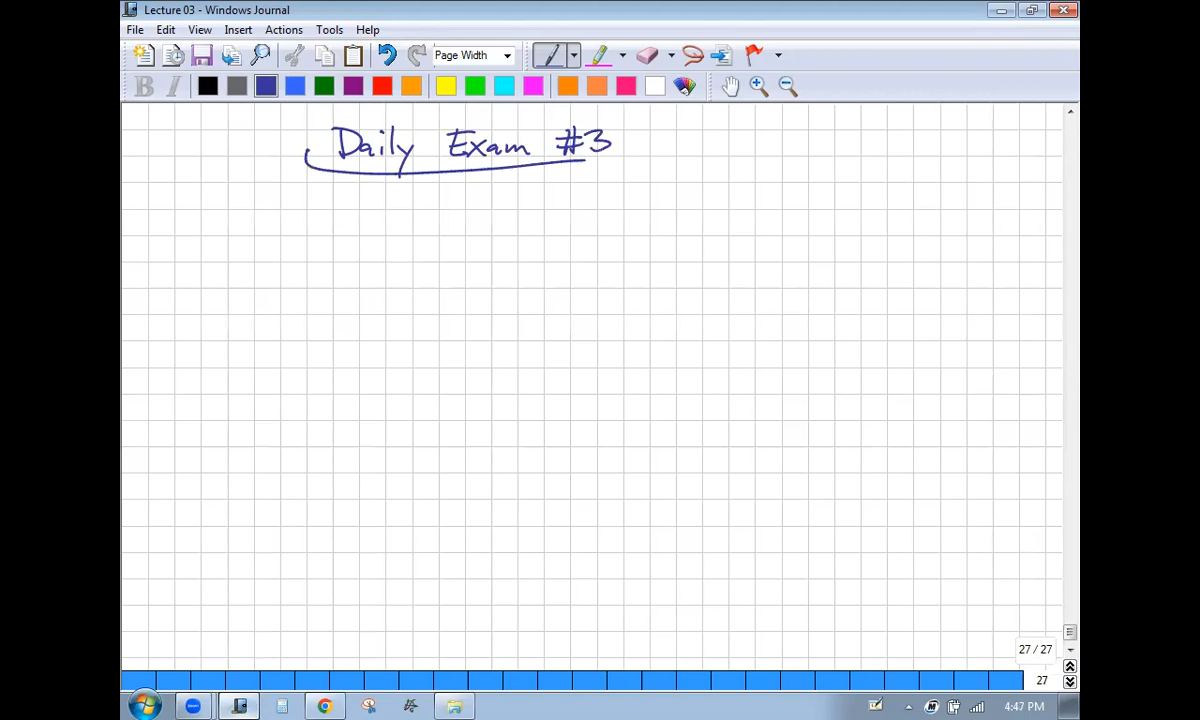 Lecture 03 - Windows Journal
File Edit View Insert Actions Tools Help
Page Width
B I
Daily Exam #3
27 / 27
27
4:47 PM